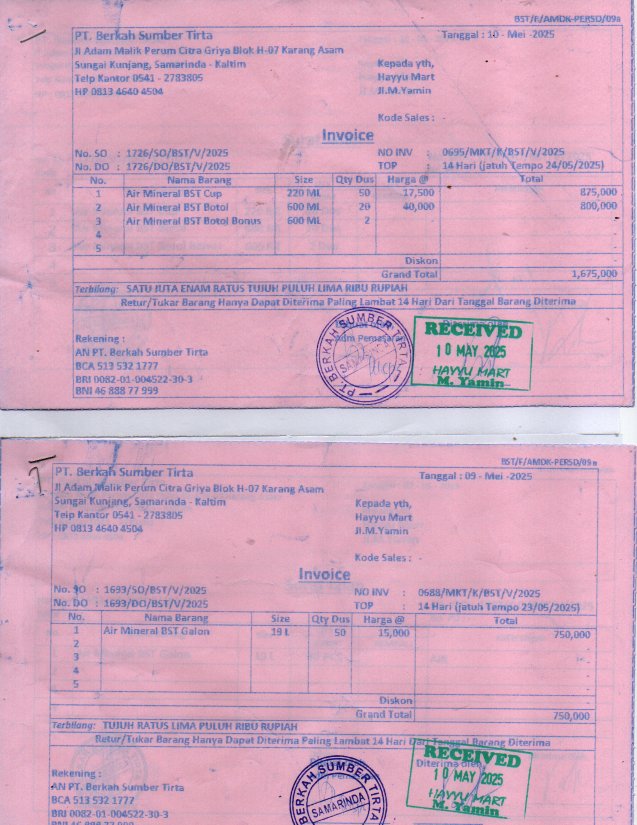 BST/F/AMDK-PERSD/09a
PT. Berkah Sumber Tirta Tanggal : 10 - Mei -2025
Jl Adam Malik Perum Citra Griya Blok H-07 Karang Asam
Sungai Kunjang, Samarinda - Kaltim Kepada yth,
Telp Kantor 0541 - 2783805 Hayyu Mart
HP 0813 4640 4504 Jl.M.Yamin
Kode Sales : -
Invoice
No. SO : 1726/SO/BST/V/2025 NO INV : 0695/MKT/K/BST/V/2025
No. DO : 1726/DO/BST/V/2025 TOP : 14 Hari (jatuh Tempo 24/05/2025)
No. Nama Barang Size Qty Dus Harga @ Total
1 Air Mineral BST Cup 220 ML 50 17,500 875,000
2 Air Mineral BST Botol 600 ML 20 40,000 800,000
3 Air Mineral BST Botol Bonus 600 ML 2 - -
4 -
5 -
Diskon -
Grand Total 1,675,000
Terbilang: SATU JUTA ENAM RATUS TUJUH PULUH LIMA RIBU RUPIAH
Retur/Tukar Barang Hanya Dapat Diterima Paling Lambat 14 Hari Dari Tanggal Barang Diterima
Adm Pemasaran
Rekening :
AN PT. Berkah Sumber Tirta
BCA 513 532 1777
BRI 0082-01-004522-30-3
BNI 46 888 77 999
PT. BERKAH SUMBER TIRTA
RECEIVED
10 MAY 2025
HAYYU MART
M. Yamin
BST/F/AMDK-PERSD/09a
PT. Berkah Sumber Tirta Tanggal : 09 - Mei -2025
Jl Adam Malik Perum Citra Griya Blok H-07 Karang Asam
Sungai Kunjang, Samarinda - Kaltim Kepada yth,
Telp Kantor 0541 - 2783805 Hayyu Mart
HP 0813 4640 4504 Jl.M.Yamin
Kode Sales : -
Invoice
No. SO : 1693/SO/BST/V/2025 NO INV : 0688/MKT/K/BST/V/2025
No. DO : 1693/DO/BST/V/2025 TOP : 14 Hari (jatuh Tempo 23/05/2025)
No. Nama Barang Size Qty Dus Harga @ Total
1 Air Mineral BST Galon 19 L 50 15,000 750,000
2 -
3 -
4 -
5 -
Diskon -
Grand Total 750,000
Terbilang: TUJUH RATUS LIMA PULUH RIBU RUPIAH
Retur/Tukar Barang Hanya Dapat Diterima Paling Lambat 14 Hari Dari Tanggal Barang Diterima
Diterima oleh,
Rekening :
AN PT. Berkah Sumber Tirta
BCA 513 532 1777
BRI 0082-01-004522-30-3
BNI 46 888 77 999
BERKAH SUMBER TIRTA
SAMARINDA
RECEIVED
10 MAY 2025
HAYYU MART
M. Yamin